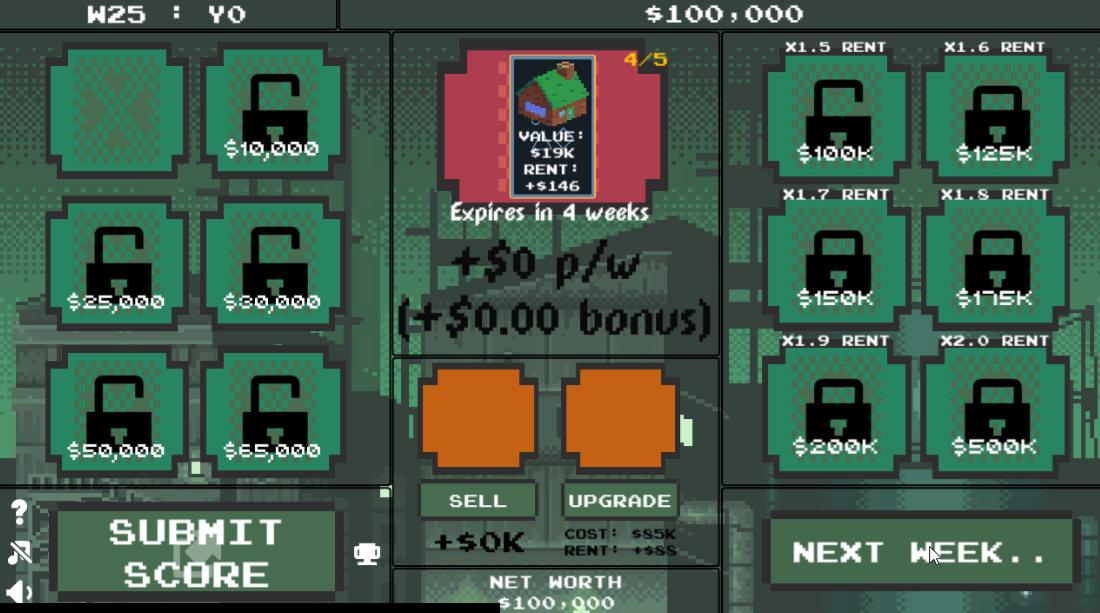 W25 : Y0
$100,000
$10,000
$25,000
$30,000
$50,000
$65,000
4/5
VALUE:
$19K
RENT:
+$146
Expires in 4 weeks
+$0 p/w
(+$0.00 bonus)
SELL
UPGRADE
+$0K
COST: $85K
RENT: +$88
NET WORTH
$100,000
X1.5 RENT
X1.6 RENT
$100K
$125K
X1.7 RENT
X1.8 RENT
$150K
$175K
X1.9 RENT
X2.0 RENT
$200K
$500K
?
SUBMIT
SCORE
NEXT WEEK..